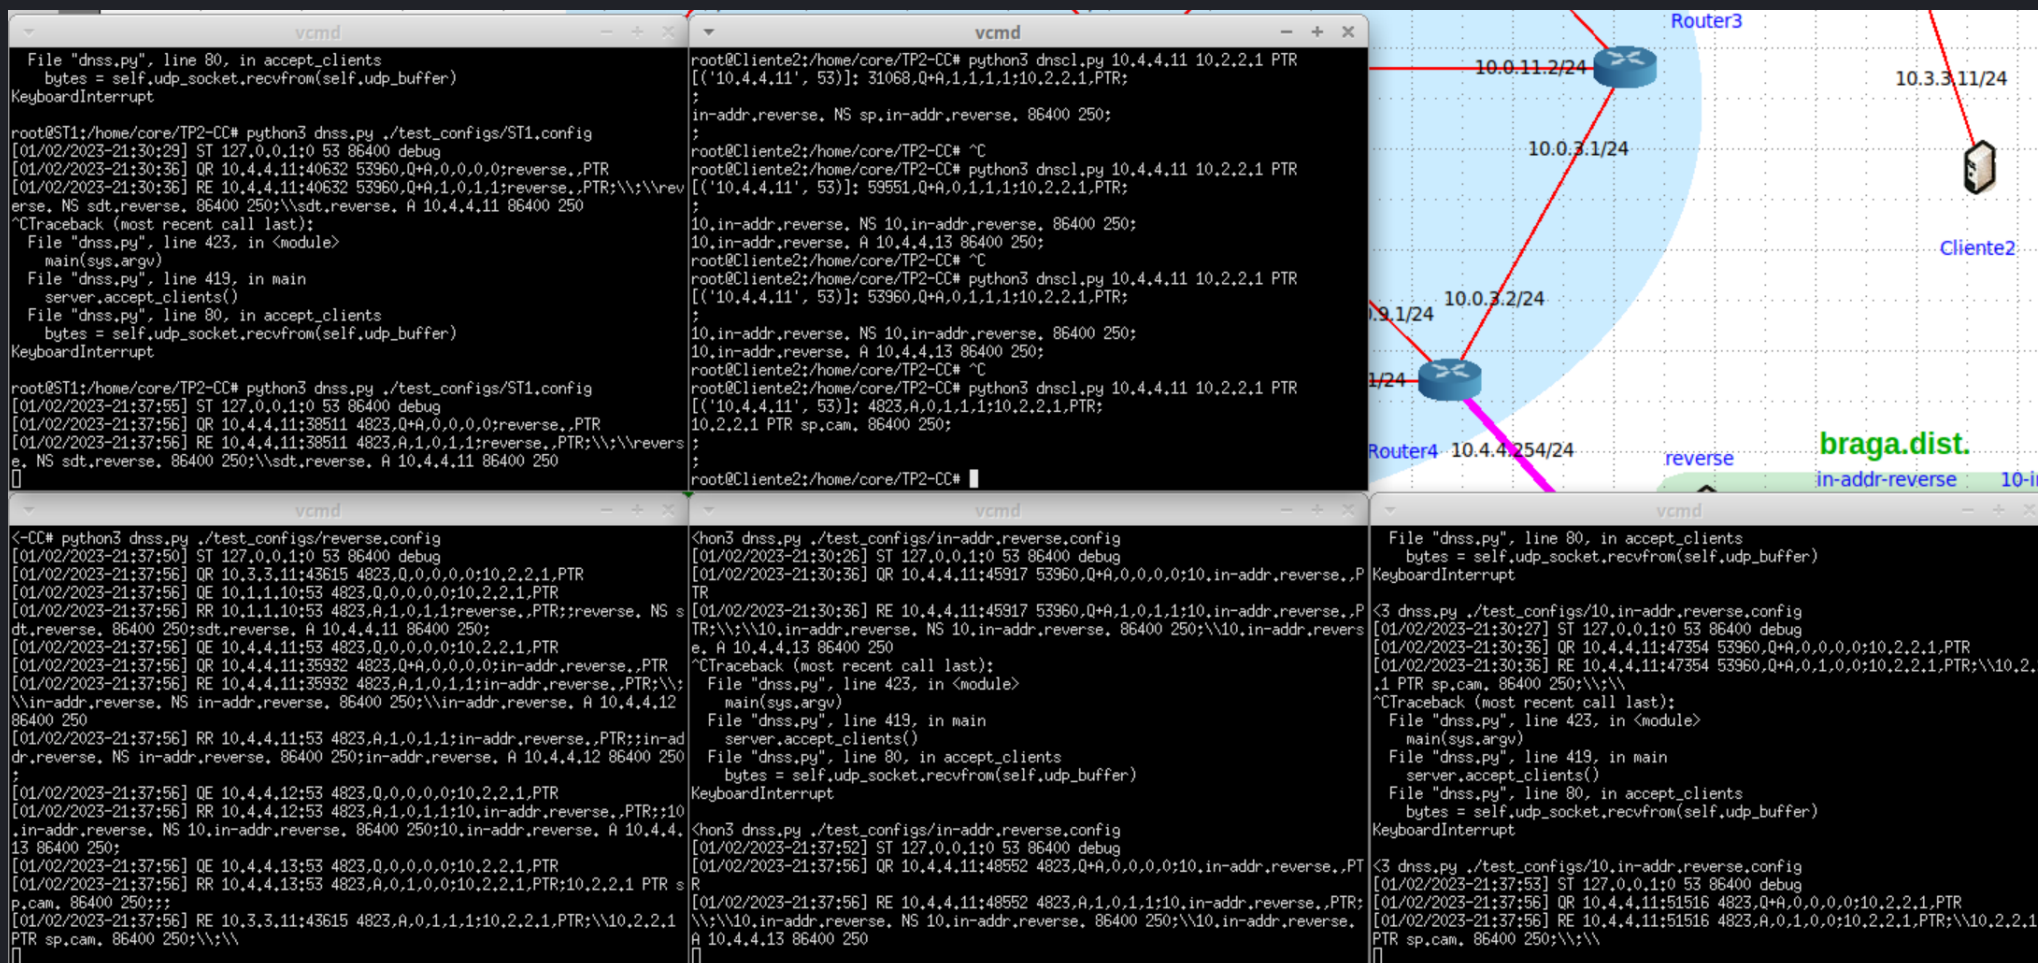 vcmd
File "dnss.py", line 80, in accept_clients
bytes = self.udp_socket.recvfrom(self.udp_buffer)
KeyboardInterrupt
root@ST1:/home/core/TP2-CC# python3 dnss.py ./test_configs/ST1.config
[01/02/2023-21:30:29] ST 127.0.0.1:0 53 86400 debug
[01/02/2023-21:30:36] QR 10.4.4.11:40632 53960,Q+A,0,0,0,0;reverse.,PTR
[01/02/2023-21:30:36] RE 10.4.4.11:40632 53960,Q+A,1,0,1,1;reverse.,PTR;\\;\\rev
erse. NS sdt.reverse. 86400 250;\\sdt.reverse. A 10.4.4.11 86400 250
^CTraceback (most recent call last):
File "dnss.py", line 423, in <module>
main(sys.argv)
File "dnss.py", line 419, in main
server.accept_clients()
File "dnss.py", line 80, in accept_clients
bytes = self.udp_socket.recvfrom(self.udp_buffer)
KeyboardInterrupt
root@ST1:/home/core/TP2-CC# python3 dnss.py ./test_configs/ST1.config
[01/02/2023-21:37:55] ST 127.0.0.1:0 53 86400 debug
[01/02/2023-21:37:56] QR 10.4.4.11:38511 4823,Q+A,0,0,0,0;reverse.,PTR
[01/02/2023-21:37:56] RE 10.4.4.11:38511 4823,A,1,0,1,1;reverse.,PTR;\\;\\revers
e. NS sdt.reverse. 86400 250;\\sdt.reverse. A 10.4.4.11 86400 250
vcmd
root@Cliente2:/home/core/TP2-CC# python3 dnscl.py 10.4.4.11 10.2.2.1 PTR
[('10.4.4.11', 53)]: 31068,Q+A,1,1,1,1;10.2.2.1,PTR;
;
in-addr.reverse. NS sp.in-addr.reverse. 86400 250;
;
root@Cliente2:/home/core/TP2-CC# ^C
root@Cliente2:/home/core/TP2-CC# python3 dnscl.py 10.4.4.11 10.2.2.1 PTR
[('10.4.4.11', 53)]: 59551,Q+A,0,1,1,1;10.2.2.1,PTR;
;
10.in-addr.reverse. NS 10.in-addr.reverse. 86400 250;
10.in-addr.reverse. A 10.4.4.13 86400 250;
root@Cliente2:/home/core/TP2-CC# ^C
root@Cliente2:/home/core/TP2-CC# python3 dnscl.py 10.4.4.11 10.2.2.1 PTR
[('10.4.4.11', 53)]: 53960,Q+A,0,1,1,1;10.2.2.1,PTR;
;
10.in-addr.reverse. NS 10.in-addr.reverse. 86400 250;
10.in-addr.reverse. A 10.4.4.13 86400 250;
root@Cliente2:/home/core/TP2-CC# ^C
root@Cliente2:/home/core/TP2-CC# python3 dnscl.py 10.4.4.11 10.2.2.1 PTR
[('10.4.4.11', 53)]: 4823,A,0,1,1,1;10.2.2.1,PTR;
10.2.2.1 PTR sp.cam. 86400 250;
;
;
root@Cliente2:/home/core/TP2-CC#
Router3
10.0.11.2/24
10.3.3.11/24
10.0.3.1/24
Cliente2
10.0.3.2/24
.9.1/24
1/24
Router4
10.4.4.254/24
braga.dist.
reverse
in-addr-reverse
10-i
vcmd
<-CC# python3 dnss.py ./test_configs/reverse.config
[01/02/2023-21:37:50] ST 127.0.0.1:0 53 86400 debug
[01/02/2023-21:37:56] QR 10.3.3.11:43615 4823,Q,0,0,0,0;10.2.2.1,PTR
[01/02/2023-21:37:56] QE 10.1.1.10:53 4823,Q,0,0,0,0;10.2.2.1,PTR
[01/02/2023-21:37:56] RR 10.1.1.10:53 4823,A,1,0,1,1;reverse.,PTR;;reverse. NS s
dt.reverse. 86400 250;sdt.reverse. A 10.4.4.11 86400 250;
[01/02/2023-21:37:56] QE 10.4.4.11:53 4823,Q,0,0,0,0;10.2.2.1,PTR
[01/02/2023-21:37:56] QR 10.4.4.11:35932 4823,Q+A,0,0,0,0;in-addr.reverse.,PTR
[01/02/2023-21:37:56] RE 10.4.4.11:35932 4823,A,1,0,1,1;in-addr.reverse.,PTR;\\;
\\in-addr.reverse. NS in-addr.reverse. 86400 250;\\in-addr.reverse. A 10.4.4.12
86400 250
[01/02/2023-21:37:56] RR 10.4.4.11:53 4823,A,1,0,1,1;in-addr.reverse.,PTR;;in-ad
dr.reverse. NS in-addr.reverse. 86400 250;in-addr.reverse. A 10.4.4.12 86400 250
;
[01/02/2023-21:37:56] QE 10.4.4.12:53 4823,Q,0,0,0,0;10.2.2.1,PTR
[01/02/2023-21:37:56] RR 10.4.4.12:53 4823,A,1,0,1,1;10.in-addr.reverse.,PTR;;10
.in-addr.reverse. NS 10.in-addr.reverse. 86400 250;10.in-addr.reverse. A 10.4.4.
13 86400 250;
[01/02/2023-21:37:56] QE 10.4.4.13:53 4823,Q,0,0,0,0;10.2.2.1,PTR
[01/02/2023-21:37:56] RR 10.4.4.13:53 4823,A,0,1,0,0;10.2.2.1,PTR;10.2.2.1 PTR s
p.cam. 86400 250;;;
[01/02/2023-21:37:56] RE 10.3.3.11:43615 4823,A,0,1,1,1;10.2.2.1,PTR;\\10.2.2.1
PTR sp.cam. 86400 250;\\;\\
vcmd
<hon3 dnss.py ./test_configs/in-addr.reverse.config
[01/02/2023-21:30:26] ST 127.0.0.1:0 53 86400 debug
[01/02/2023-21:30:36] QR 10.4.4.11:45917 53960,Q+A,0,0,0,0;10.in-addr.reverse.,P
TR
[01/02/2023-21:30:36] RE 10.4.4.11:45917 53960,Q+A,1,0,1,1;10.in-addr.reverse.,P
TR;\\;\\10.in-addr.reverse. NS 10.in-addr.reverse. 86400 250;\\10.in-addr.revers
e. A 10.4.4.13 86400 250
^CTraceback (most recent call last):
File "dnss.py", line 423, in <module>
main(sys.argv)
File "dnss.py", line 419, in main
server.accept_clients()
File "dnss.py", line 80, in accept_clients
bytes = self.udp_socket.recvfrom(self.udp_buffer)
KeyboardInterrupt
<hon3 dnss.py ./test_configs/in-addr.reverse.config
[01/02/2023-21:37:52] ST 127.0.0.1:0 53 86400 debug
[01/02/2023-21:37:56] QR 10.4.4.11:48552 4823,Q+A,0,0,0,0;10.in-addr.reverse.,PT
R
[01/02/2023-21:37:56] RE 10.4.4.11:48552 4823,A,1,0,1,1;10.in-addr.reverse.,PTR;
\\;\\10.in-addr.reverse. NS 10.in-addr.reverse. 86400 250;\\10.in-addr.reverse.
A 10.4.4.13 86400 250
vcmd
File "dnss.py", line 80, in accept_clients
bytes = self.udp_socket.recvfrom(self.udp_buffer)
KeyboardInterrupt
<3 dnss.py ./test_configs/10.in-addr.reverse.config
[01/02/2023-21:30:27] ST 127.0.0.1:0 53 86400 debug
[01/02/2023-21:30:36] QR 10.4.4.11:47354 53960,Q+A,0,0,0,0;10.2.2.1,PTR
[01/02/2023-21:30:36] RE 10.4.4.11:47354 53960,Q+A,0,1,0,0;10.2.2.1,PTR;\\10.2.
.1 PTR sp.cam. 86400 250;\\;\\
^CTraceback (most recent call last):
File "dnss.py", line 423, in <module>
main(sys.argv)
File "dnss.py", line 419, in main
server.accept_clients()
File "dnss.py", line 80, in accept_clients
bytes = self.udp_socket.recvfrom(self.udp_buffer)
KeyboardInterrupt
<3 dnss.py ./test_configs/10.in-addr.reverse.config
[01/02/2023-21:37:53] ST 127.0.0.1:0 53 86400 debug
[01/02/2023-21:37:56] QR 10.4.4.11:51516 4823,Q+A,0,0,0,0;10.2.2.1,PTR
[01/02/2023-21:37:56] RE 10.4.4.11:51516 4823,A,0,1,0,0;10.2.2.1,PTR;\\10.2.2.1
PTR sp.cam. 86400 250;\\;\\